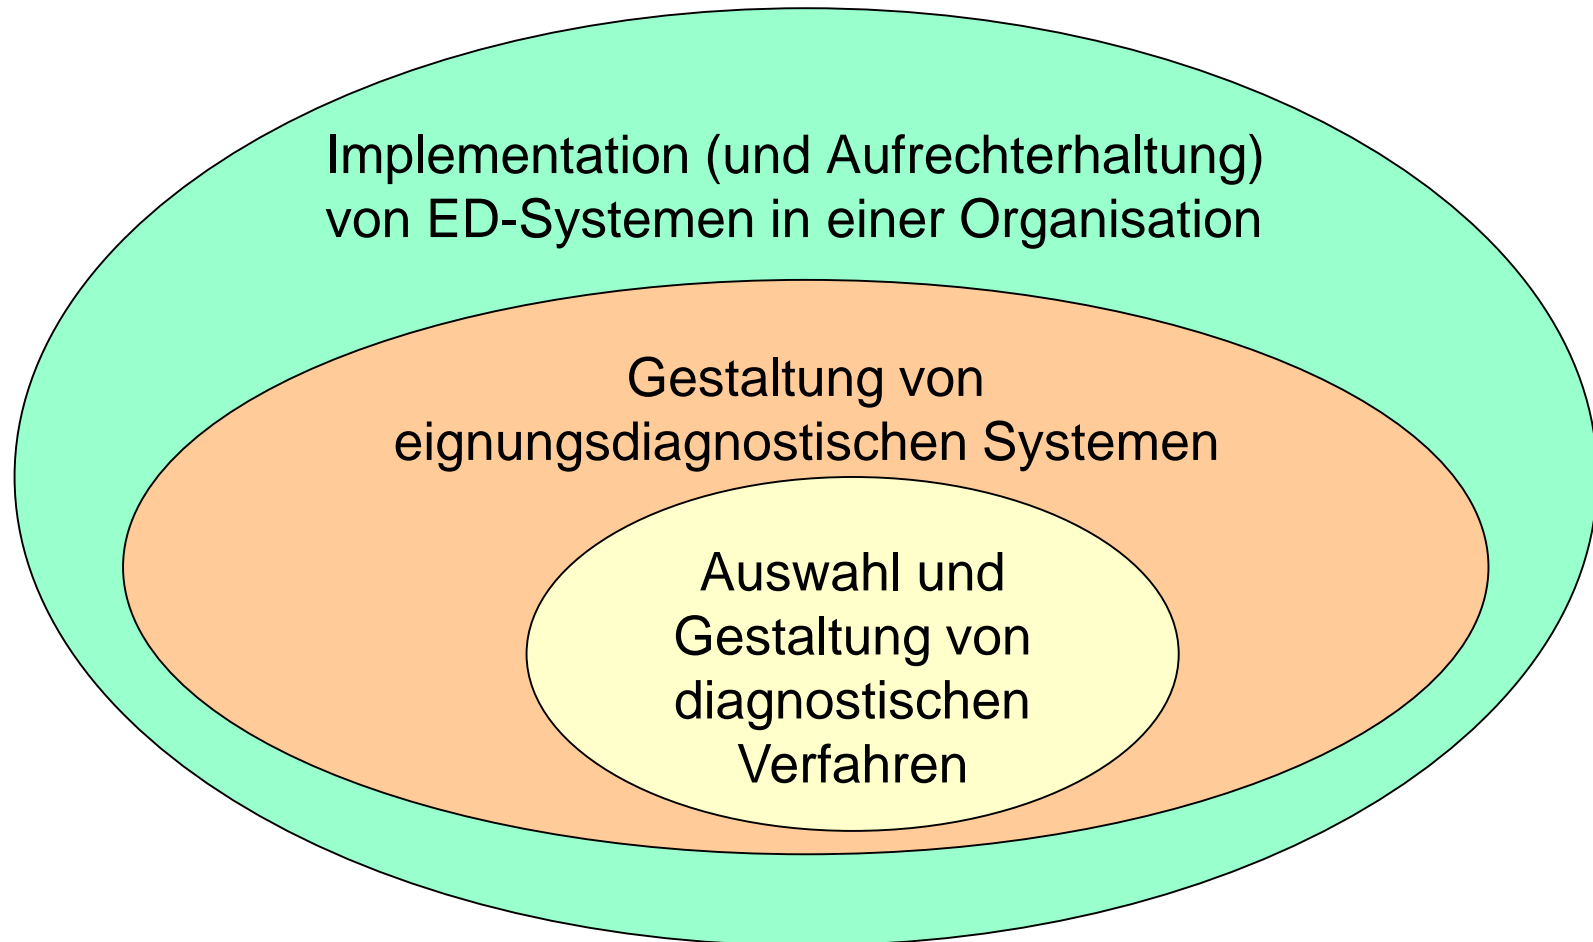 Implementation (und Aufrechterhaltung)
von ED-Systemen in einer Organisation
Gestaltung von
eignungsdiagnostischen Systemen
Auswahl und
Gestaltung von
diagnostischen
Verfahren